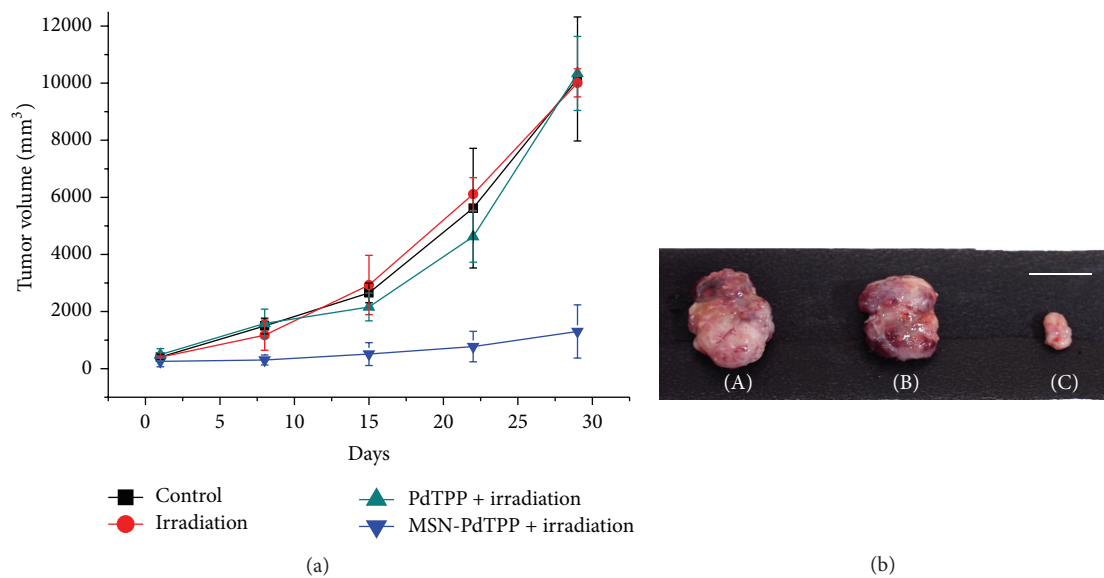 12000
10000
8000
6000
4000
2000
0
Tumor volume (mm³)
0 5 10 15 20 25 30
Days
Control
Irradiation
PdTPP + irradiation
MSN-PdTPP + irradiation
(a)
(A) (B) (C)
(b)